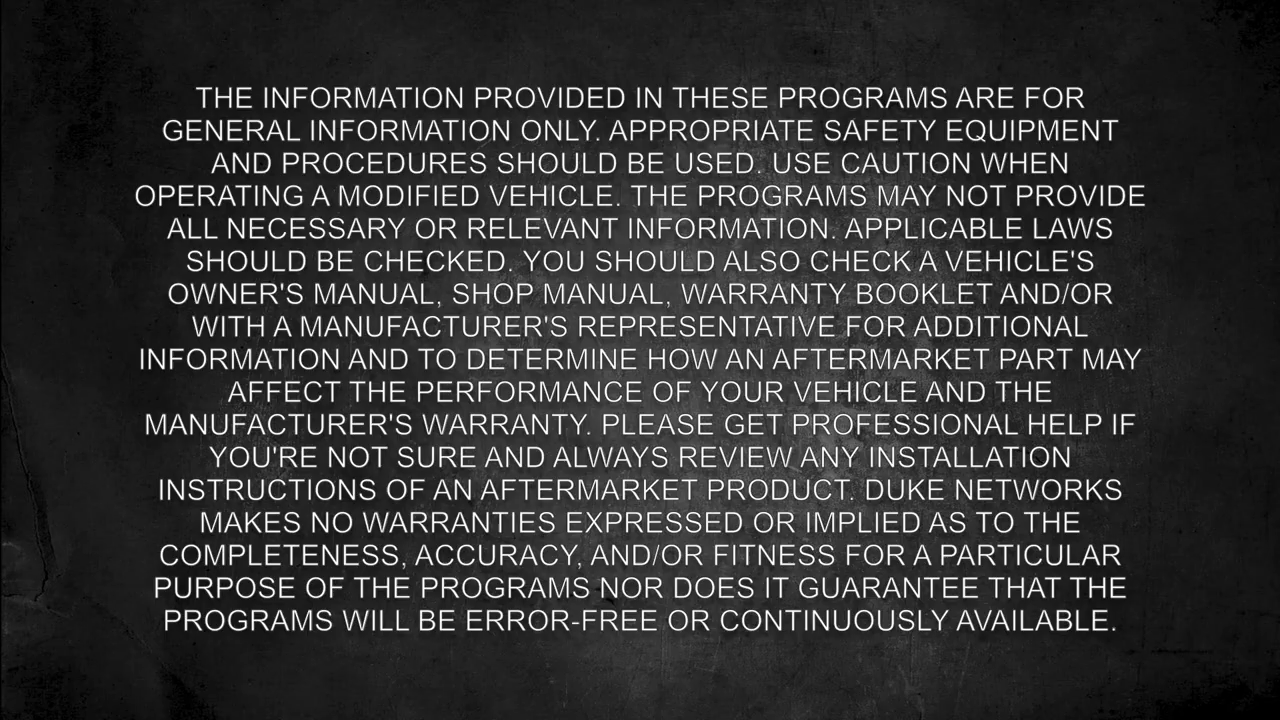 THE INFORMATION PROVIDED IN THESE PROGRAMS ARE FOR
GENERAL INFORMATION ONLY. APPROPRIATE SAFETY EQUIPMENT
AND PROCEDURES SHOULD BE USED. USE CAUTION WHEN
OPERATING A MODIFIED VEHICLE. THE PROGRAMS MAY NOT PROVIDE
ALL NECESSARY OR RELEVANT INFORMATION. APPLICABLE LAWS
SHOULD BE CHECKED. YOU SHOULD ALSO CHECK A VEHICLE'S
OWNER'S MANUAL, SHOP MANUAL, WARRANTY BOOKLET AND/OR
WITH A MANUFACTURER'S REPRESENTATIVE FOR ADDITIONAL
INFORMATION AND TO DETERMINE HOW AN AFTERMARKET PART MAY
AFFECT THE PERFORMANCE OF YOUR VEHICLE AND THE
MANUFACTURER'S WARRANTY. PLEASE GET PROFESSIONAL HELP IF
YOU'RE NOT SURE AND ALWAYS REVIEW ANY INSTALLATION
INSTRUCTIONS OF AN AFTERMARKET PRODUCT. DUKE NETWORKS
MAKES NO WARRANTIES EXPRESSED OR IMPLIED AS TO THE
COMPLETENESS, ACCURACY, AND/OR FITNESS FOR A PARTICULAR
PURPOSE OF THE PROGRAMS NOR DOES IT GUARANTEE THAT THE
PROGRAMS WILL BE ERROR-FREE OR CONTINUOUSLY AVAILABLE.